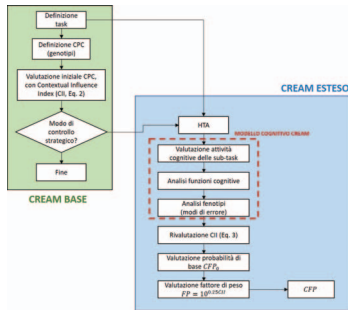 Definizione
task
Definizione CPC
(genotipi)
Valutazione iniziale CPC,
con Contextual Influence
Index (CII, Eq. 2)
Modo di
controllo
strategico?
Fine
CREAM BASE
CREAM ESTESO
HTA
MODELLO COGNITIVO CREAM
Valutazione attività
cognitive delle sub-task
Analisi funzioni cognitive
Analisi fenotipi
(modi di errore)
Rivalutazione CII (Eq. 3)
Valutazione probabilità di
base CFP₀
Valutazione fattore di peso
FP = 10^0.25CII
CFP